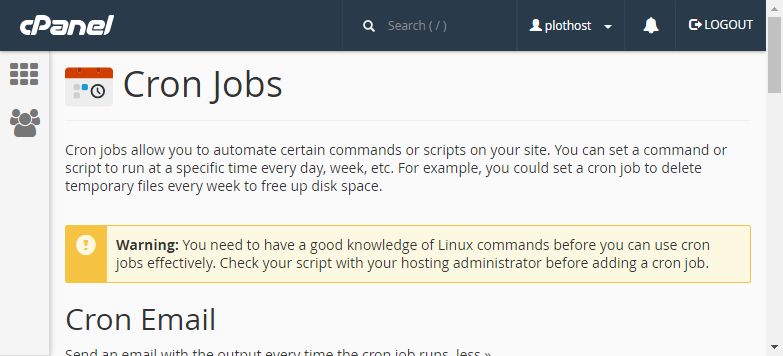 cPanel Search ( / ) plothost LOGOUT
Cron Jobs
Cron jobs allow you to automate certain commands or scripts on your site. You can set a command or
script to run at a specific time every day, week, etc. For example, you could set a cron job to delete
temporary files every week to free up disk space.
Warning: You need to have a good knowledge of Linux commands before you can use cron
jobs effectively. Check your script with your hosting administrator before adding a cron job.
Cron Email
Send an email with the output every time the cron job runs. less »